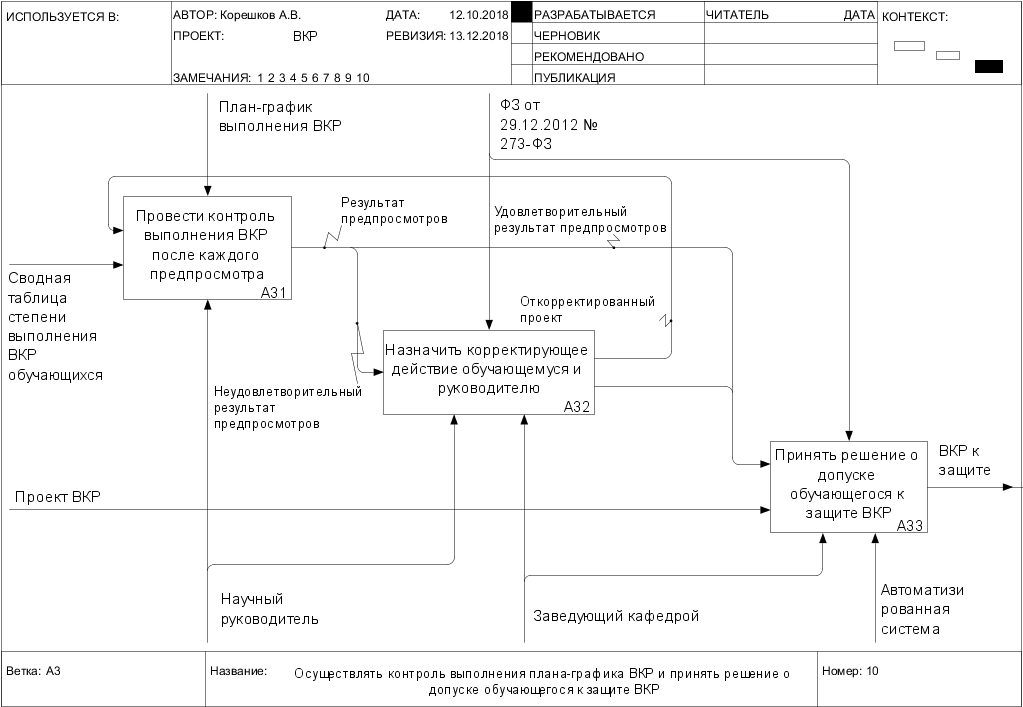 ИСПОЛЬЗУЕТСЯ В:
АВТОР: Корешков А.В.
ДАТА: 12.10.2018
ПРОЕКТ: ВКР
РЕВИЗИЯ: 13.12.2018
ЗАМЕЧАНИЯ: 1 2 3 4 5 6 7 8 9 10
РАЗРАБАТЫВАЕТСЯ
ЧЕРНОВИК
РЕКОМЕНДОВАНО
ПУБЛИКАЦИЯ
ЧИТАТЕЛЬ
ДАТА
КОНТЕКСТ:
План-график
выполнения ВКР
ФЗ от
29.12.2012 №
273-ФЗ
Провести контроль
выполнения ВКР
после каждого
предпросмотра
А31
Результат
предпросмотров
Удовлетворительный
результат предпросмотров
Сводная
таблица
степени
выполнения
ВКР
обучающихся
Откорректированный
проект
Назначить корректирующее
действие обучающемуся и
руководителю
А32
Неудовлетворительный
результат
предпросмотров
Принять решение о
допуске
обучающегося к
защите ВКР
А33
ВКР к
защите
Проект ВКР
Научный
руководитель
Заведующий кафедрой
Автоматизи
рованная
система
Ветка: А3
Название:
Осуществлять контроль выполнения плана-графика ВКР и принять решение о
допуске обучающегося к защите ВКР
Номер: 10